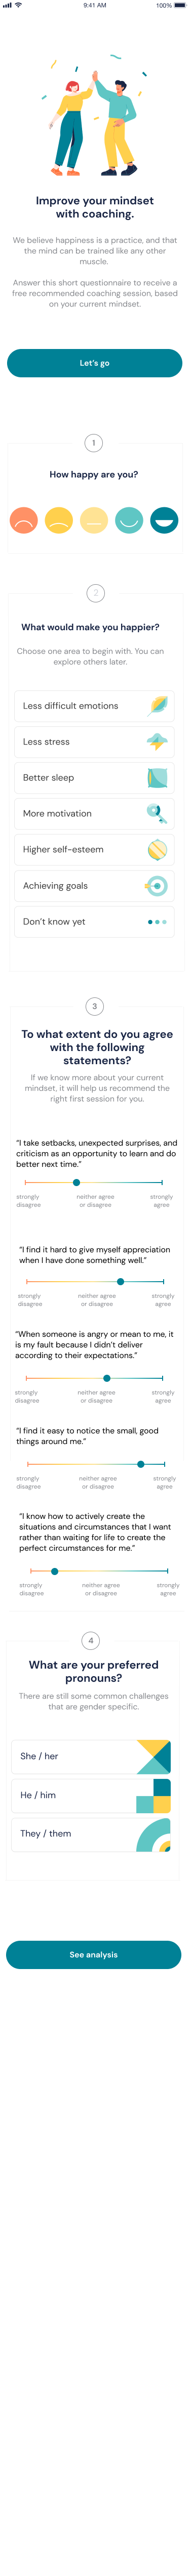 9:41 AM
100%
Improve your mindset
with coaching.
We believe happiness is a practice, and that
the mind can be trained like any other
muscle.
Answer this short questionnaire to receive a
free recommended coaching session, based
on your current mindset.
Let's go
1
How happy are you?
2
What would make you happier?
Choose one area to begin with. You can
explore others later.
Less difficult emotions
Less stress
Better sleep
More motivation
Higher self-esteem
Achieving goals
Don't know yet
3
To what extent do you agree
with the following
statements?
If we know more about your current
mindset, it will help us recommend the
right first session for you.
"I take setbacks, unexpected surprises, and
criticism as an opportunity to learn and do
better next time."
strongly disagree
neither agree or disagree
strongly agree
"I find it hard to give myself appreciation
when I have done something well."
strongly disagree
neither agree or disagree
strongly agree
"When someone is angry or mean to me, it
is my fault because I didn't deliver
according to their expectations."
strongly disagree
neither agree or disagree
strongly agree
"I find it easy to notice the small, good
things around me."
strongly disagree
neither agree or disagree
strongly agree
"I know how to actively create the
situations and circumstances that I want
rather than waiting for life to create the
perfect circumstances for me."
strongly disagree
neither agree or disagree
strongly agree
4
What are your preferred
pronouns?
There are still some common challenges
that are gender specific.
She / her
He / him
They / them
See analysis